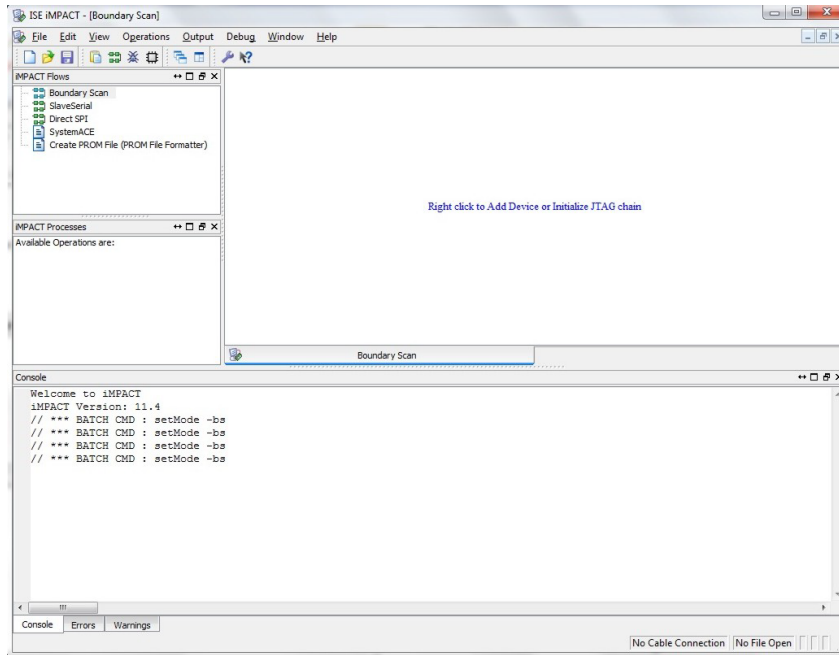 ISE iMPACT - [Boundary Scan]
File Edit View Operations Output Debug Window Help
iMPACT Flows
Boundary Scan
SlaveSerial
Direct SPI
SystemACE
Create PROM File (PROM File Formatter)
Right click to Add Device or Initialize JTAG chain
iMPACT Processes
Available Operations are:
Boundary Scan
Console
Welcome to iMPACT
iMPACT Version: 11.4
// *** BATCH CMD : setMode -bs
// *** BATCH CMD : setMode -bs
// *** BATCH CMD : setMode -bs
// *** BATCH CMD : setMode -bs
Console Errors Warnings
No Cable Connection No File Open